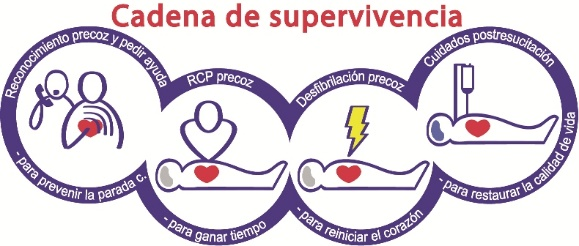 Cadena de supervivencia
Reconocimiento precoz y pedir ayuda
- para prevenir la parada c.
RCP precoz
- para ganar tiempo
Desfibrilación precoz
- para reiniciar el corazón
Cuidados postresucitación
- para restaurar la calidad de vida